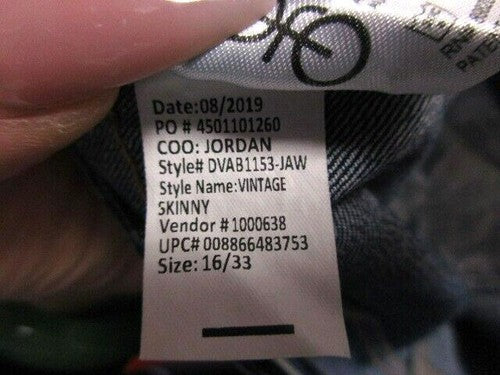 Date:08/2019
PO # 4501101260
COO: JORDAN
Style# DVAB1153-JAW
Style Name:VINTAGE
SKINNY
Vendor #1000638
UPC# 008866483753
Size: 16/33